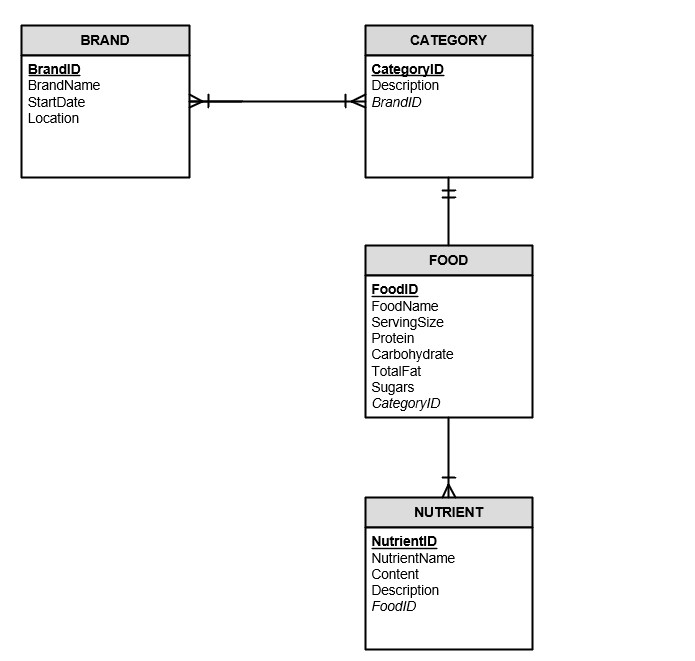 BRAND
BrandID
BrandName
StartDate
Location
CATEGORY
CategoryID
Description
BrandID
FOOD
FoodID
FoodName
ServingSize
Protein
Carbohydrate
TotalFat
Sugars
CategoryID
NUTRIENT
NutrientID
NutrientName
Content
Description
FoodID